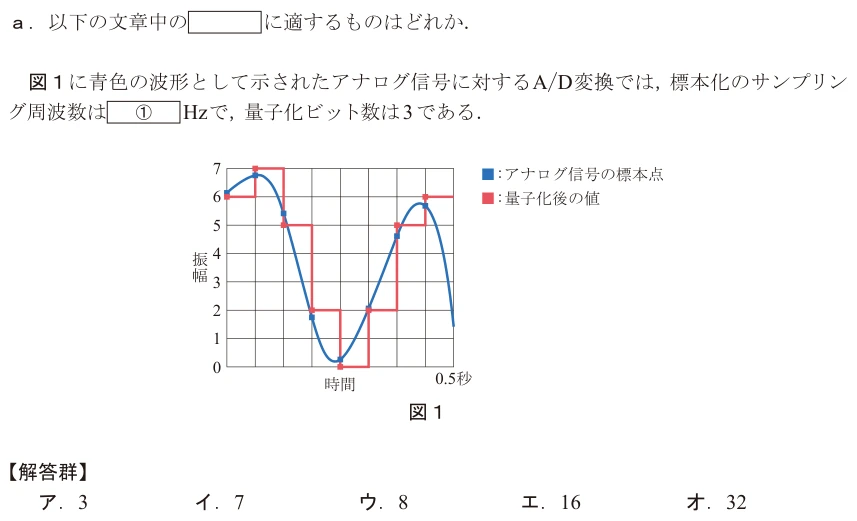 a．以下の文章中の に適するものはどれか．
図1に青色の波形として示されたアナログ信号に対するA/D変換では，標本化のサンプリン
グ周波数は ① Hzで，量子化ビット数は3である．
7
6
5
4
3
2
1
0
振幅
時間
0.5秒
■：アナログ信号の標本点
■：量子化後の値
図1
【解答群】
ア．3 イ．7 ウ．8 エ．16 オ．32